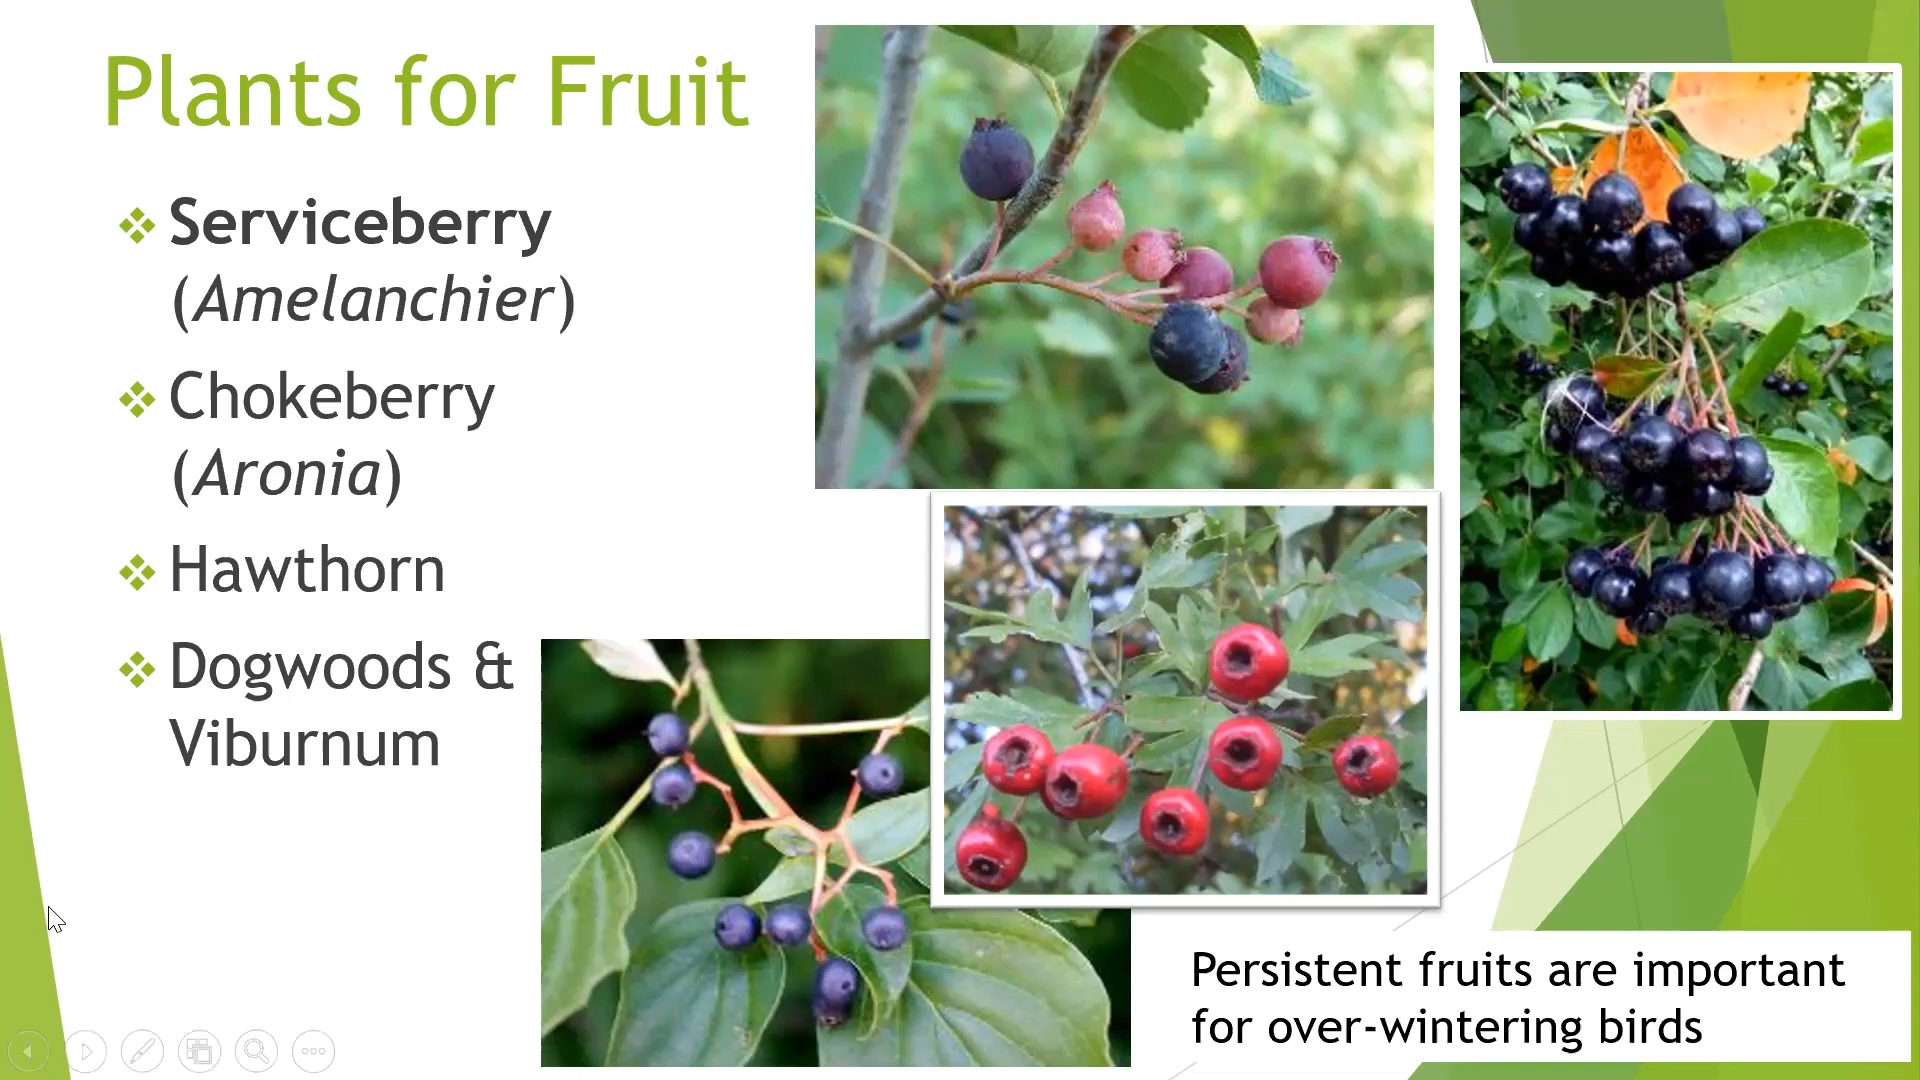 Plants for Fruit
Serviceberry
(Amelanchier)
Chokeberry
(Aronia)
Hawthorn
Dogwoods &
Viburnum
Persistent fruits are important
for over-wintering birds